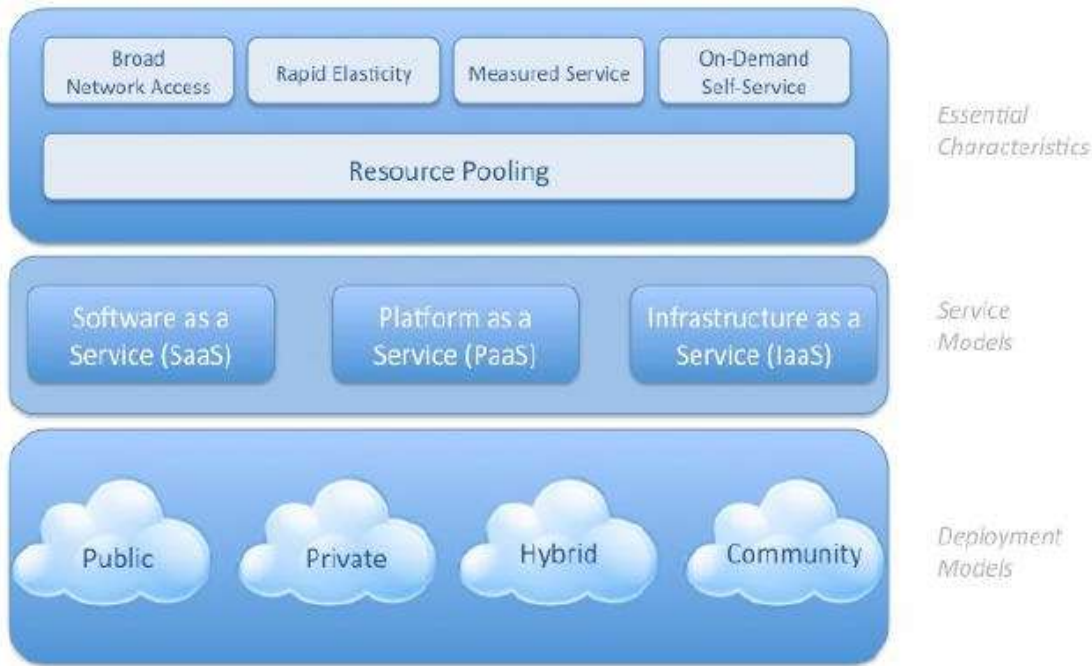 Broad
Network Access
Rapid Elasticity
Measured Service
On-Demand
Self-Service
Resource Pooling
Essential
Characteristics
Software as a
Service (SaaS)
Platform as a
Service (PaaS)
Infrastructure as a
Service (IaaS)
Service
Models
Public
Private
Hybrid
Community
Deployment
Models